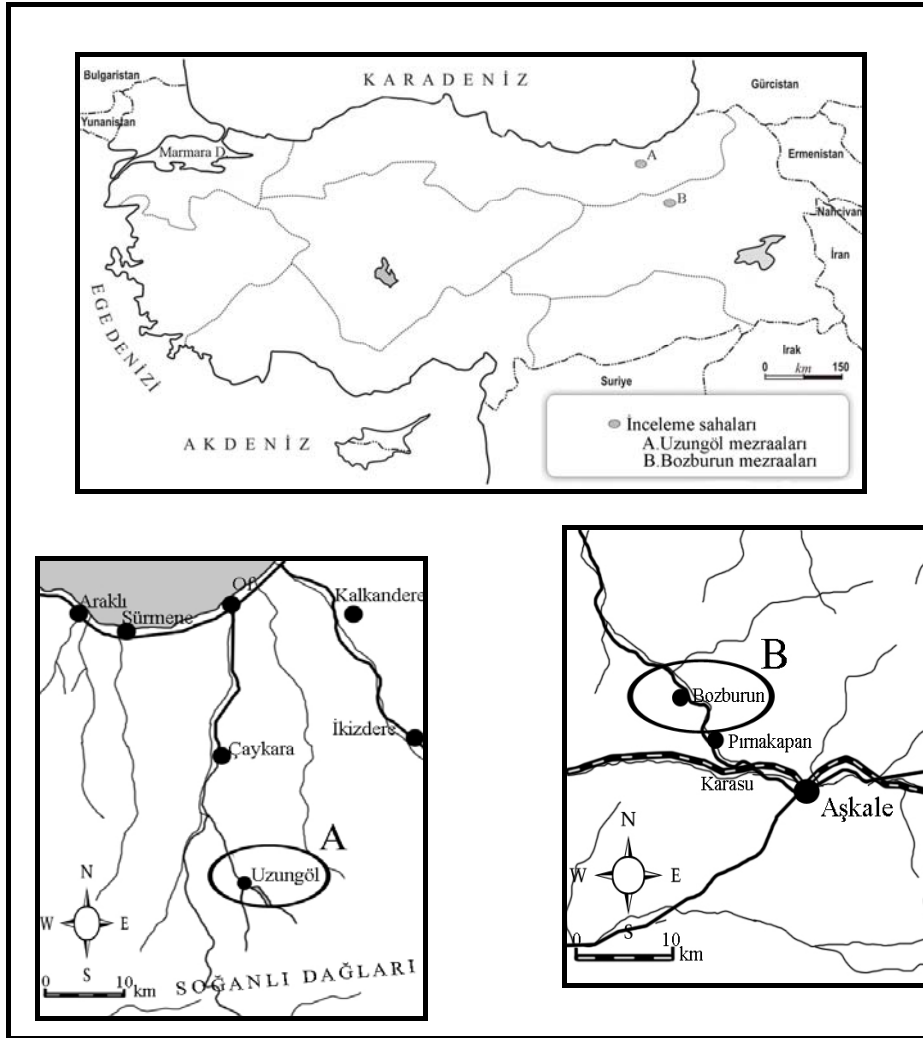 Bulgaristan
KARADENİZ
Gürcistan
Yunanistan
Marmara D.
A
Ermenistan
B
Nahcivan
İran
EGE DENİZİ
Irak
0 km 150
Suriye
AKDENİZ
İnceleme sahaları
A.Uzungöl mezraaları
B.Bozburun mezraaları
Of
Araklı
Sürmene
Kalkandere
İkizdere
Çaykara
A
Uzungöl
N
W E
S
SOĞANLI DAĞLARI
0 10
km
B
Bozburun
Pırnakapan
Karasu
Aşkale
N
W E
S
0 10
km